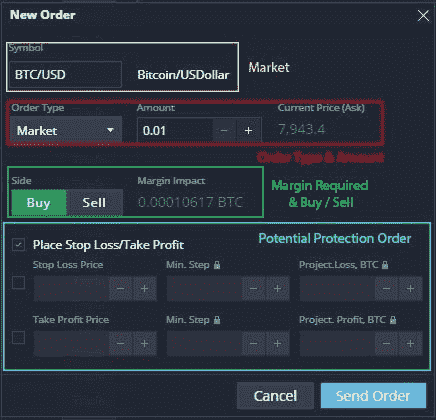 New Order
Symbol
BTC/USD Bitcoin/USDollar Market
Order Type Amount Current Price (Ask)
Market 0.01 − + 7,943.4
Order Type & Amount
Side Margin Impact Margin Required
Buy Sell 0.00010617 BTC & Buy / Sell
Place Stop Loss/Take Profit Potential Protection Order
Stop Loss Price Min. Step Project.Loss, BTC
− + − + − +
Take Profit Price Min. Step Project. Profit, BTC
− + − + − +
Cancel Send Order